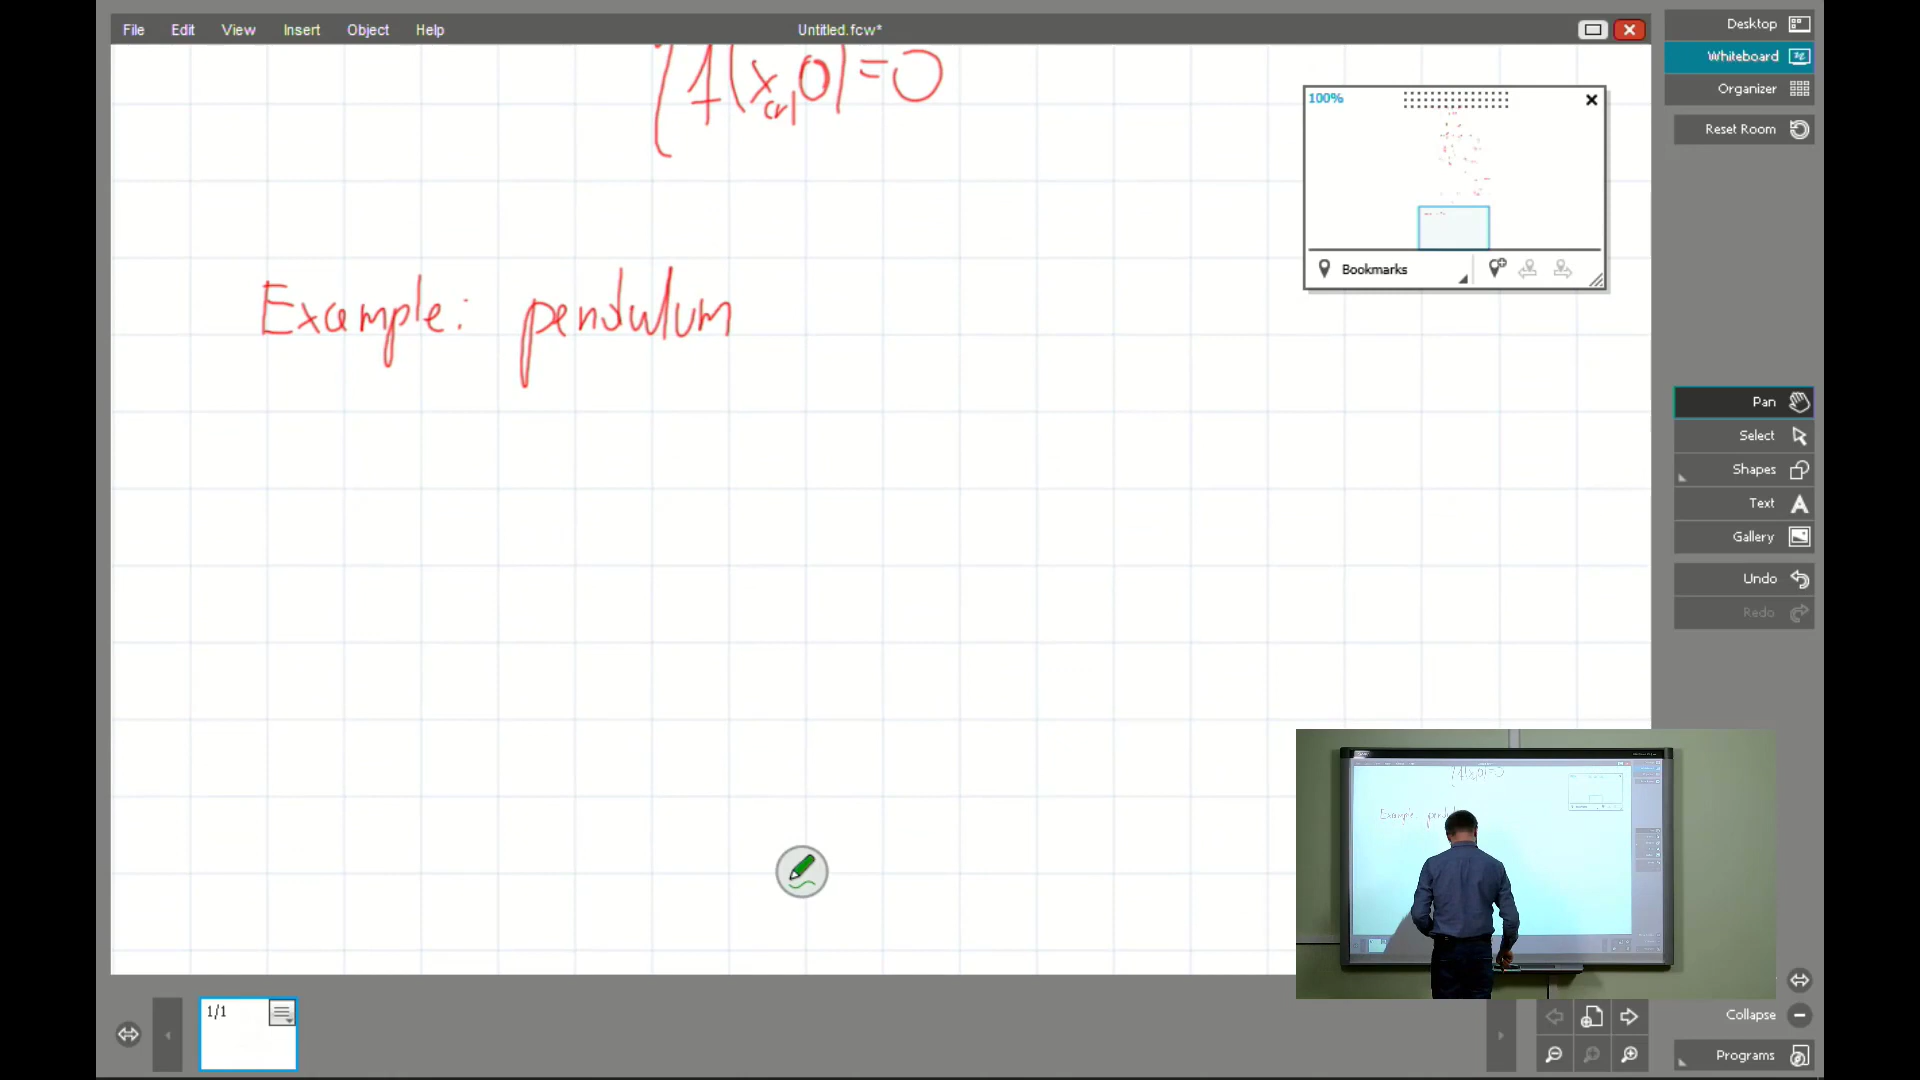 File Edit View Insert Object Help
Untitled.fcw*
Desktop
Whiteboard
Organizer
Reset Room
{f(x_cr, 0) = 0
100%
Bookmarks
Example: pendulum
Pan
Select
Shapes
Text
Gallery
Undo
Redo
1/1
Collapse
Programs